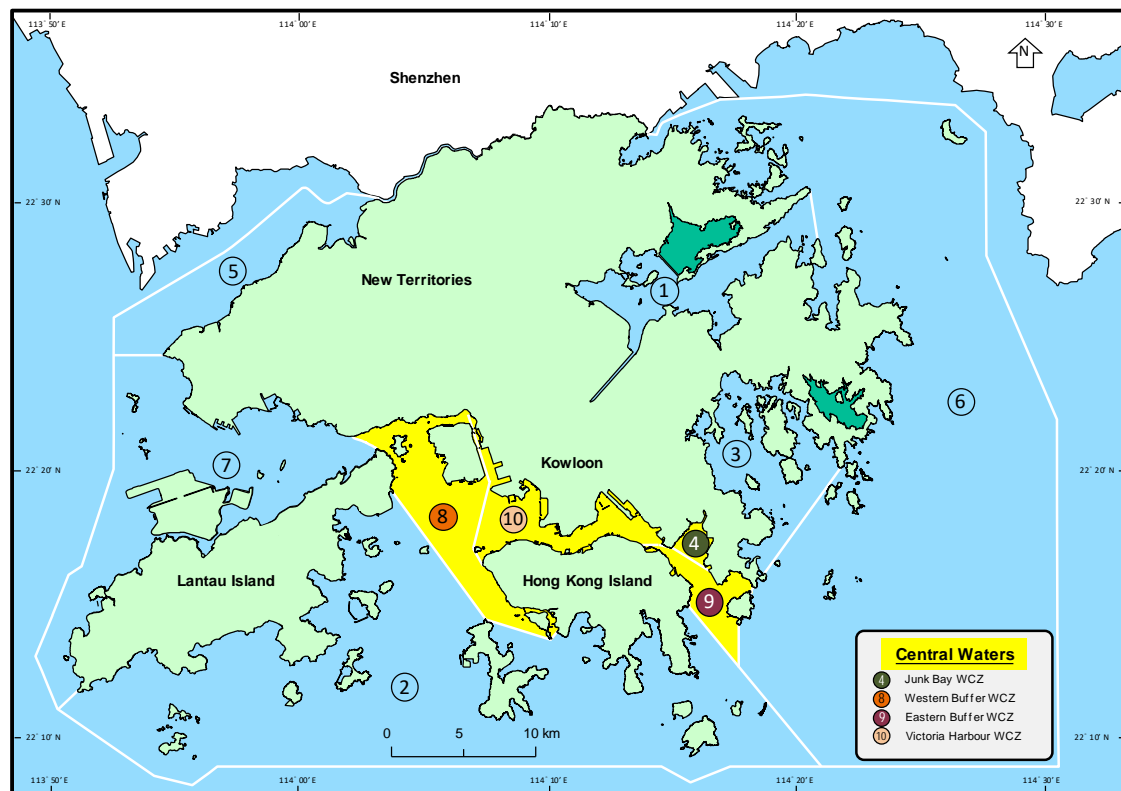 113° 50' E
114° 00' E
114° 10' E
114° 20' E
114° 30' E
N
Shenzhen
22° 30' N
22° 30' N
5
New Territories
1
6
3
22° 20' N
7
Kowloon
22° 20' N
8
10
4
Lantau Island
Hong Kong Island
9
Central Waters
4 Junk Bay WCZ
8 Western Buffer WCZ
9 Eastern Buffer WCZ
10 Victoria Harbour WCZ
2
0 5 10 km
22° 10' N
22° 10' N
113° 50' E
114° 00' E
114° 10' E
114° 20' E
114° 30' E